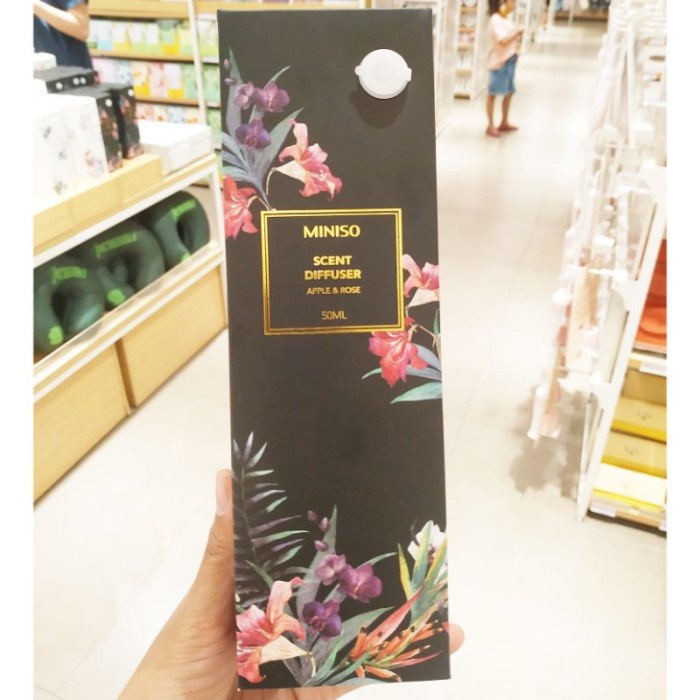 MINISO
SCENT
DIFFUSER
APPLE & ROSE
50ML